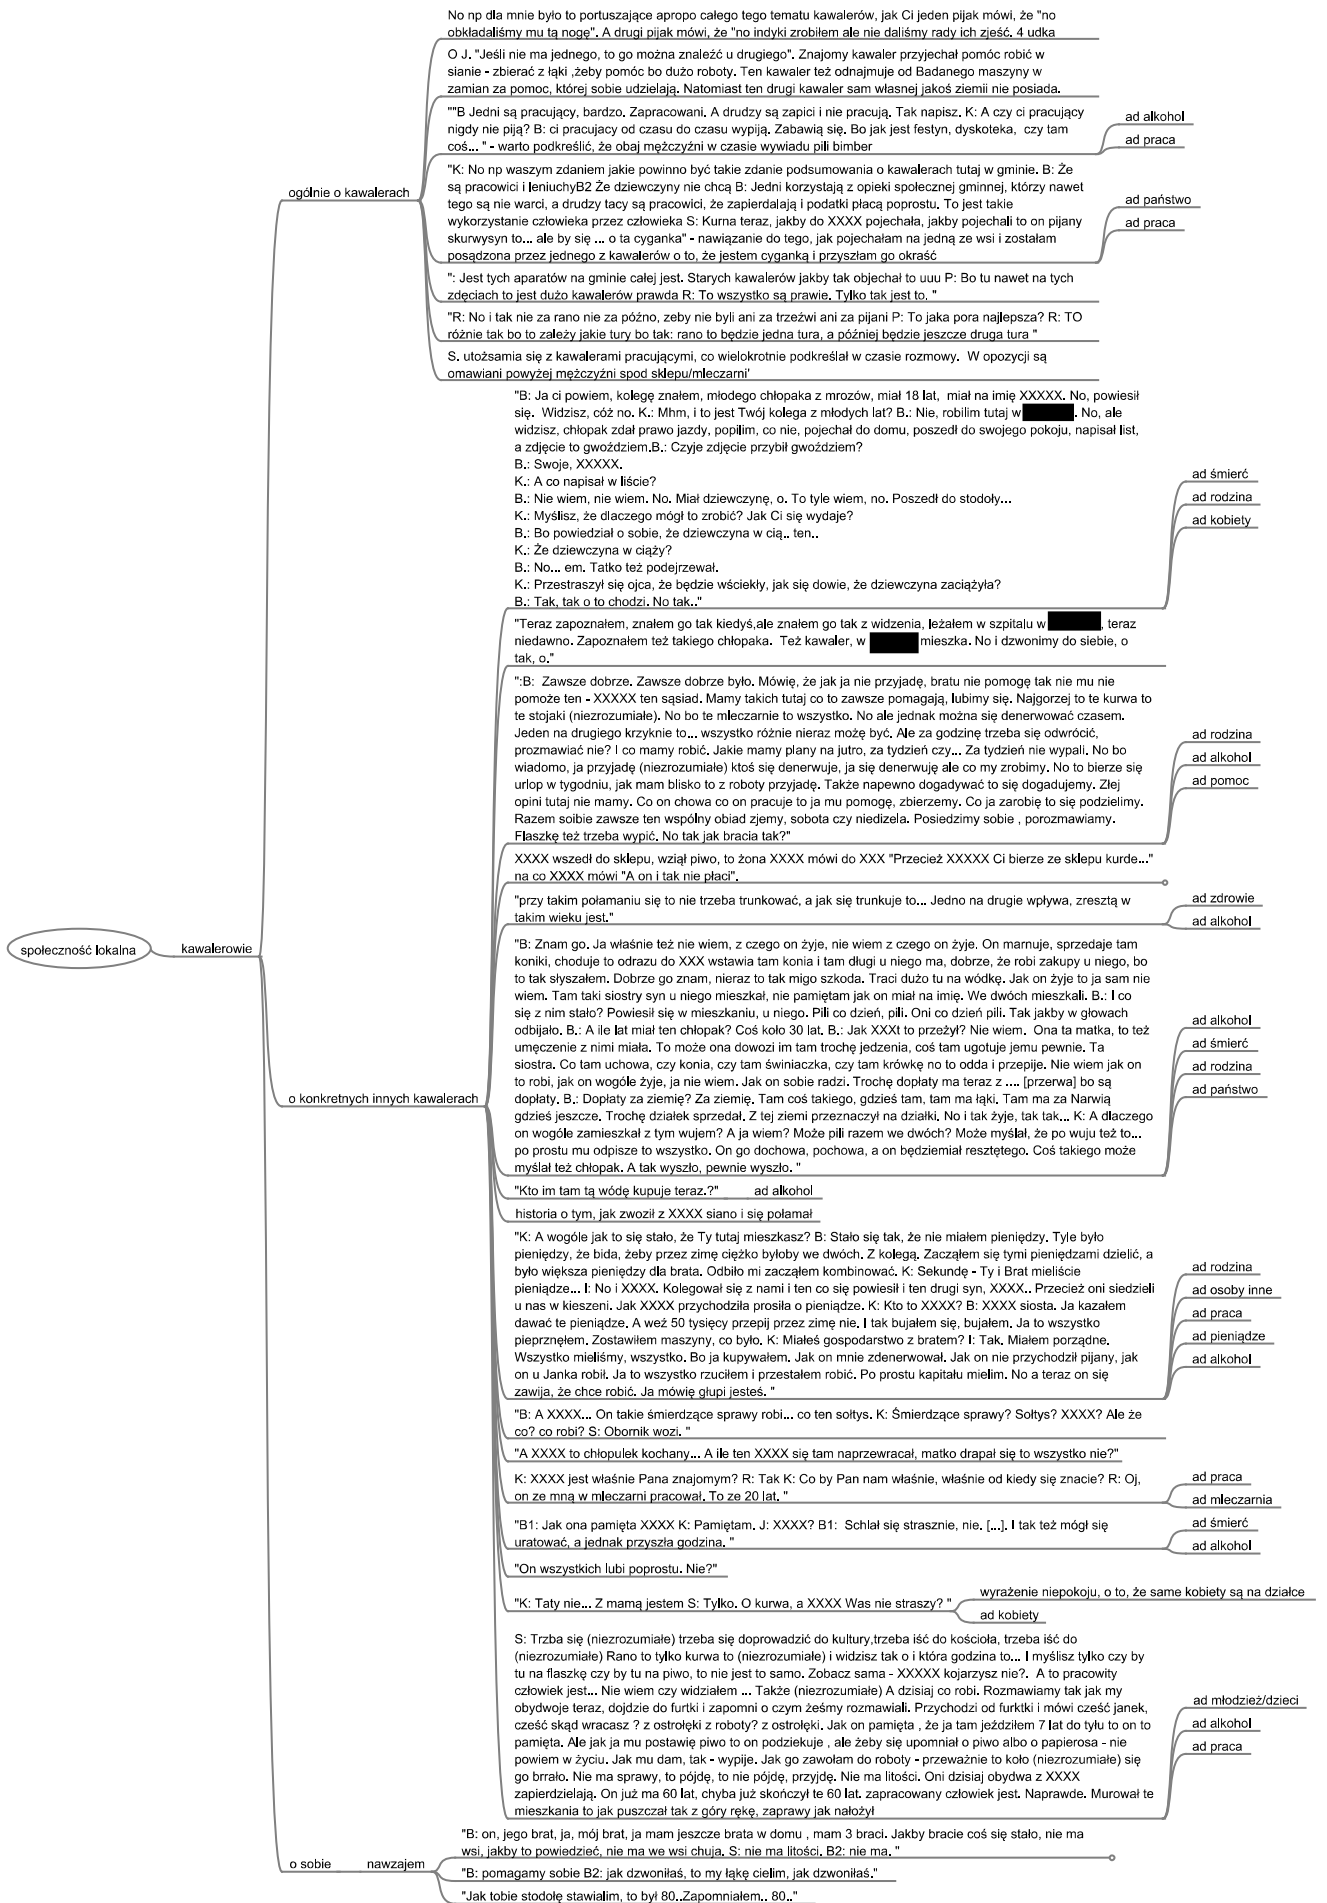 No np dla mnie było to portuszające apropo całego tego tematu kawalerów, jak Ci jeden pijak mówi, że "no
obkładaliśmy mu tą nogę". A drugi pijak mówi, że "no indyki zrobiłem ale nie daliśmy rady ich zjeść. 4 udka
O J. "Jeśli nie ma jednego, to go można znaleźć u drugiego". Znajomy kawaler przyjechał pomóc robić w
sianie - zbierać z łąki ,żeby pomóc bo dużo roboty. Ten kawaler też odnajmuje od Badanego maszyny w
zamian za pomoc, której sobie udzielają. Natomiast ten drugi kawaler sam własnej jakoś ziemii nie posiada.
""B Jedni są pracujący, bardzo. Zapracowani. A drudzy są zapici i nie pracują. Tak napisz. K: A czy ci pracujący
nigdy nie piją? B: ci pracujacy od czasu do czasu wypiją. Zabawią się. Bo jak jest festyn, dyskoteka,  czy tam
coś... " - warto podkreślić, że obaj mężczyźni w czasie wywiadu pili bimber
ad alkohol
ad praca
"K: No np waszym zdaniem jakie powinno być takie zdanie podsumowania o kawalerach tutaj w gminie. B: Że
są pracowici i leniuchyB2 Że dziewczyny nie chcą B: Jedni korzystają z opieki społecznej gminnej, którzy nawet
tego są nie warci, a drudzy tacy są pracowici, że zapierdalają i podatki płacą poprostu. To jest takie
wykorzystanie człowieka przez człowieka S: Kurna teraz, jakby do XXXX pojechała, jakby pojechali to on pijany
skurwysyn to... ale by się ... o ta cyganka" - nawiązanie do tego, jak pojechałam na jedną ze wsi i zostałam
posądzona przez jednego z kawalerów o to, że jestem cyganką i przyszłam go okraść
ad państwo
ad praca
ogólnie o kawalerach
": Jest tych aparatów na gminie całej jest. Starych kawalerów jakby tak objechał to uuu P: Bo tu nawet na tych
zdęciach to jest dużo kawalerów prawda R: To wszystko są prawie. Tylko tak jest to. "
"R: No i tak nie za rano nie za późno, zeby nie byli ani za trzeźwi ani za pijani P: To jaka pora najlepsza? R: TO
różnie tak bo to zależy jakie tury bo tak: rano to będzie jedna tura, a później będzie jeszcze druga tura "
S. utożsamia się z kawalerami pracującymi, co wielokrotnie podkreślał w czasie rozmowy.  W opozycji są
omawiani powyżej mężczyźni spod sklepu/mleczarni'
"B: Ja ci powiem, kolegę znałem, młodego chłopaka z mrozów, miał 18 lat,  miał na imię XXXXX. No, powiesił
się.  Widzisz, cóż no. K.: Mhm, i to jest Twój kolega z młodych lat? B.: Nie, robilim tutaj w . No, ale
widzisz, chłopak zdał prawo jazdy, popilim, co nie, pojechał do domu, poszedł do swojego pokoju, napisał list,
a zdjęcie to gwoździem.B.: Czyje zdjęcie przybił gwoździem?
B.: Swoje, XXXXX.
K.: A co napisał w liście?
B.: Nie wiem, nie wiem. No. Miał dziewczynę, o. To tyle wiem, no. Poszedł do stodoły...
K.: Myślisz, że dlaczego mógł to zrobić? Jak Ci się wydaje?
B.: Bo powiedział o sobie, że dziewczyna w cią.. ten..
K.: Że dziewczyna w ciąży?
B.: No... em. Tatko też podejrzewał.
K.: Przestraszył się ojca, że będzie wściekły, jak się dowie, że dziewczyna zaciążyła?
B.: Tak, tak o to chodzi. No tak.."
ad śmierć
ad rodzina
ad kobiety
"Teraz zapoznałem, znałem go tak kiedyś,ale znałem go tak z widzenia, leżałem w szpitalu w , teraz
niedawno. Zapoznałem też takiego chłopaka.  Też kawaler, w  mieszka. No i dzwonimy do siebie, o
tak, o."
":B:  Zawsze dobrze. Zawsze dobrze było. Mówię, że jak ja nie przyjadę, bratu nie pomogę tak nie mu nie
pomoże ten - XXXXX ten sąsiad. Mamy takich tutaj co to zawsze pomagają, lubimy się. Najgorzej to te kurwa to
te stojaki (niezrozumiałe). No bo te mleczarnie to wszystko. No ale jednak można się denerwować czasem.
Jeden na drugiego krzyknie to... wszystko różnie nieraz możę być. Ale za godzinę trzeba się odwrócić,
prozmawiać nie? I co mamy robić. Jakie mamy plany na jutro, za tydzień czy... Za tydzień nie wypali. No bo
wiadomo, ja przyjadę (niezrozumiałe) ktoś się denerwuje, ja się denerwuję ale co my zrobimy. No to bierze się
urlop w tygodniu, jak mam blisko to z roboty przyjadę. Także napewno dogadywać to się dogadujemy. Złej
opini tutaj nie mamy. Co on chowa co on pracuje to ja mu pomogę, zbierzemy. Co ja zarobię to się podzielimy.
Razem soibie zawsze ten wspólny obiad zjemy, sobota czy niedizela. Posiedzimy sobie , porozmawiamy.
Flaszkę też trzeba wypić. No tak jak bracia tak?"
ad rodzina
ad alkohol
ad pomoc
XXXX wszedł do sklepu, wziął piwo, to żona XXXX mówi do XXX "Przecież XXXXX Ci bierze ze sklepu kurde..."
na co XXXX mówi "A on i tak nie płaci".
"przy takim połamaniu się to nie trzeba trunkować, a jak się trunkuje to... Jedno na drugie wpływa, zresztą w
takim wieku jest."
ad zdrowie
ad alkohol
społeczność lokalna
kawalerowie
"B: Znam go. Ja właśnie też nie wiem, z czego on żyje, nie wiem z czego on żyje. On marnuje, sprzedaje tam
koniki, choduje to odrazu do XXX wstawia tam konia i tam długi u niego ma, dobrze, że robi zakupy u niego, bo
to tak słyszałem. Dobrze go znam, nieraz to tak migo szkoda. Traci dużo tu na wódkę. Jak on żyje to ja sam nie
wiem. Tam taki siostry syn u niego mieszkał, nie pamiętam jak on miał na imię. We dwóch mieszkali. B.: I co
się z nim stało? Powiesił się w mieszkaniu, u niego. Pili co dzień, pili. Oni co dzień pili. Tak jakby w głowach
odbijało. B.: A ile lat miał ten chłopak? Coś koło 30 lat. B.: Jak XXXt to przeżył? Nie wiem.  Ona ta matka, to też
umęczenie z nimi miała. To może ona dowozi im tam trochę jedzenia, coś tam ugotuje jemu pewnie. Ta
siostra. Co tam uchowa, czy konia, czy tam świniaczka, czy tam krówkę no to odda i przepije. Nie wiem jak on
to robi, jak on wogóle żyje, ja nie wiem. Jak on sobie radzi. Trochę dopłaty ma teraz z .... [przerwa] bo są
dopłaty. B.: Dopłaty za ziemię? Za ziemię. Tam coś takiego, gdzieś tam, tam ma łąki. Tam ma za Narwią
gdzieś jeszcze. Trochę działek sprzedał. Z tej ziemi przeznaczył na działki. No i tak żyje, tak tak... K: A dlaczego
on wogóle zamieszkał z tym wujem? A ja wiem? Może pili razem we dwóch? Może myślał, że po wuju też to...
po prostu mu odpisze to wszystko. On go dochowa, pochowa, a on będziemiał resztętego. Coś takiego może
myślał też chłopak. A tak wyszło, pewnie wyszło. "
ad alkohol
ad śmierć
ad rodzina
ad państwo
o konkretnych innych kawalerach
"Kto im tam tą wódę kupuje teraz.?"
ad alkohol
historia o tym, jak zwoził z XXXX siano i się połamał
"K: A wogóle jak to się stało, że Ty tutaj mieszkasz? B: Stało się tak, że nie miałem pieniędzy. Tyle było
pieniędzy, że bida, żeby przez zimę ciężko byłoby we dwóch. Z kolegą. Zacząłem się tymi pieniędzami dzielić, a
było większa pieniędzy dla brata. Odbiło mi zacząłem kombinować. K: Sekundę - Ty i Brat mieliście
pieniądze... I: No i XXXX. Kolegował się z nami i ten co się powiesił i ten drugi syn, XXXX.. Przecież oni siedzieli
u nas w kieszeni. Jak XXXX przychodziła prosiła o pieniądze. K: Kto to XXXX? B: XXXX siosta. Ja kazałem
dawać te pieniądze. A weź 50 tysięcy przepij przez zimę nie. I tak bujałem się, bujałem. Ja to wszystko
pieprznęłem. Zostawiłem maszyny, co było. K: Miałeś gospodarstwo z bratem? I: Tak. Miałem porządne.
Wszystko mieliśmy, wszystko. Bo ja kupywałem. Jak on mnie zdenerwował. Jak on nie przychodził pijany, jak
on u Janka robił. Ja to wszystko rzuciłem i przestałem robić. Po prostu kapitału mielim. No a teraz on się
zawija, że chce robić. Ja mówię głupi jesteś. "
ad rodzina
ad osoby inne
ad praca
ad pieniądze
ad alkohol
"B: A XXXX... On takie śmierdzące sprawy robi... co ten sołtys. K: Śmierdzące sprawy? Sołtys? XXXX? Ale że
co? co robi? S: Obornik wozi. "
"A XXXX to chłopulek kochany... A ile ten XXXX się tam naprzewracał, matko drapał się to wszystko nie?"
K: XXXX jest właśnie Pana znajomym? R: Tak K: Co by Pan nam właśnie, właśnie od kiedy się znacie? R: Oj,
on ze mną w mleczarni pracował. To ze 20 lat. "
ad praca
ad mleczarnia
"B1: Jak ona pamięta XXXX K: Pamiętam. J: XXXX? B1:  Schlał się strasznie, nie. [...]. I tak też mógł się
uratować, a jednak przyszła godzina. "
ad śmierć
ad alkohol
"On wszystkich lubi poprostu. Nie?"
"K: Taty nie... Z mamą jestem S: Tylko. O kurwa, a XXXX Was nie straszy? "
wyrażenie niepokoju, o to, że same kobiety są na działce
ad kobiety
S: Trzba się (niezrozumiałe) trzeba się doprowadzić do kultury,trzeba iść do kościoła, trzeba iść do
(niezrozumiałe) Rano to tylko kurwa to (niezrozumiałe) i widzisz tak o i która godzina to... I myślisz tylko czy by
tu na flaszkę czy by tu na piwo, to nie jest to samo. Zobacz sama - XXXXX kojarzysz nie?.  A to pracowity
człowiek jest... Nie wiem czy widziałem ... Także (niezrozumiałe) A dzisiaj co robi. Rozmawiamy tak jak my
obydwoje teraz, dojdzie do furtki i zapomni o czym żeśmy rozmawiali. Przychodzi od furktki i mówi cześć janek,
cześć skąd wracasz ? z ostrołęki z roboty? z ostrołęki. Jak on pamięta , że ja tam jeździłem 7 lat do tyłu to on to
pamięta. Ale jak ja mu postawię piwo to on podziekuje , ale żeby się upomniał o piwo albo o papierosa - nie
powiem w życiu. Jak mu dam, tak - wypije. Jak go zawołam do roboty - przeważnie to koło (niezrozumiałe) się
go brrało. Nie ma sprawy, to pójdę, to nie pójdę, przyjdę. Nie ma litości. Oni dzisiaj obydwa z XXXX
zapierdzielają. On już ma 60 lat, chyba już skończył te 60 lat. zapracowany człowiek jest. Naprawde. Murował te
mieszkania to jak puszczał tak z góry rękę, zaprawy jak nałożył
ad młodzież/dzieci
ad alkohol
ad praca
o sobie
nawzajem
"B: on, jego brat, ja, mój brat, ja mam jeszcze brata w domu , mam 3 braci. Jakby bracie coś się stało, nie ma
wsi, jakby to powiedzieć, nie ma we wsi chuja. S: nie ma litości. B2: nie ma. "
"B: pomagamy sobie B2: jak dzwoniłaś, to my łąkę cielim, jak dzwoniłaś."
"Jak tobie stodołę stawialim, to był 80..Zapomniałem.. 80.."